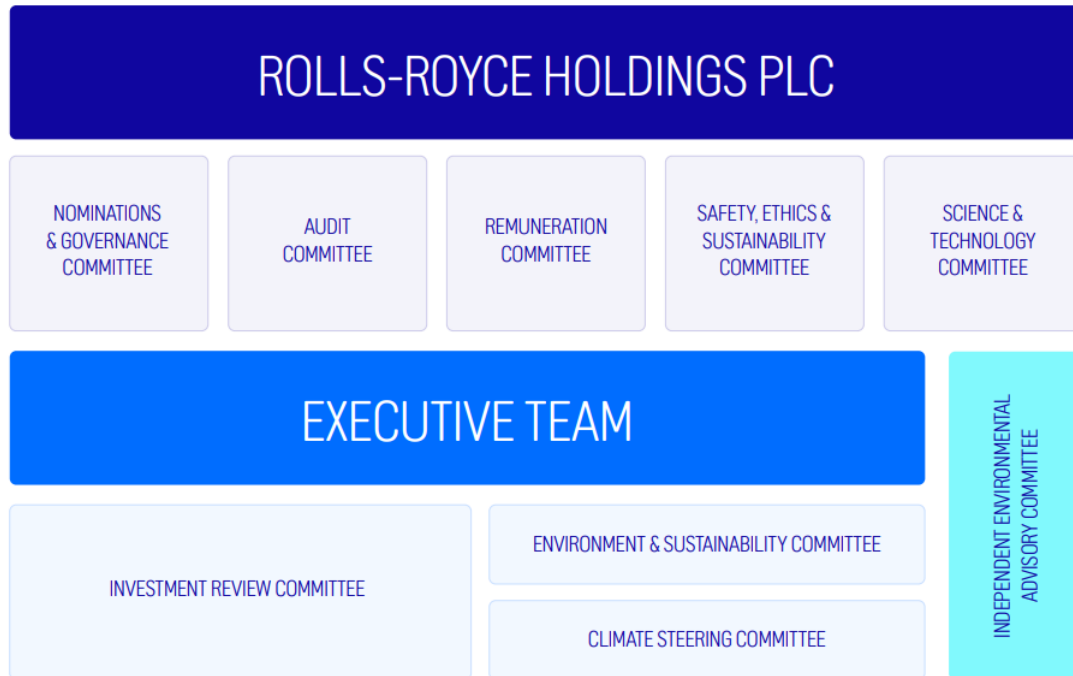 ROLLS-ROYCE HOLDINGS PLC
NOMINATIONS
& GOVERNANCE
COMMITTEE
AUDIT
COMMITTEE
REMUNERATION
COMMITTEE
SAFETY, ETHICS &
SUSTAINABILITY
COMMITTEE
SCIENCE &
TECHNOLOGY
COMMITTEE
EXECUTIVE TEAM
INVESTMENT REVIEW COMMITTEE
ENVIRONMENT & SUSTAINABILITY COMMITTEE
CLIMATE STEERING COMMITTEE
INDEPENDENT ENVIRONMENTAL
ADVISORY COMMITTEE